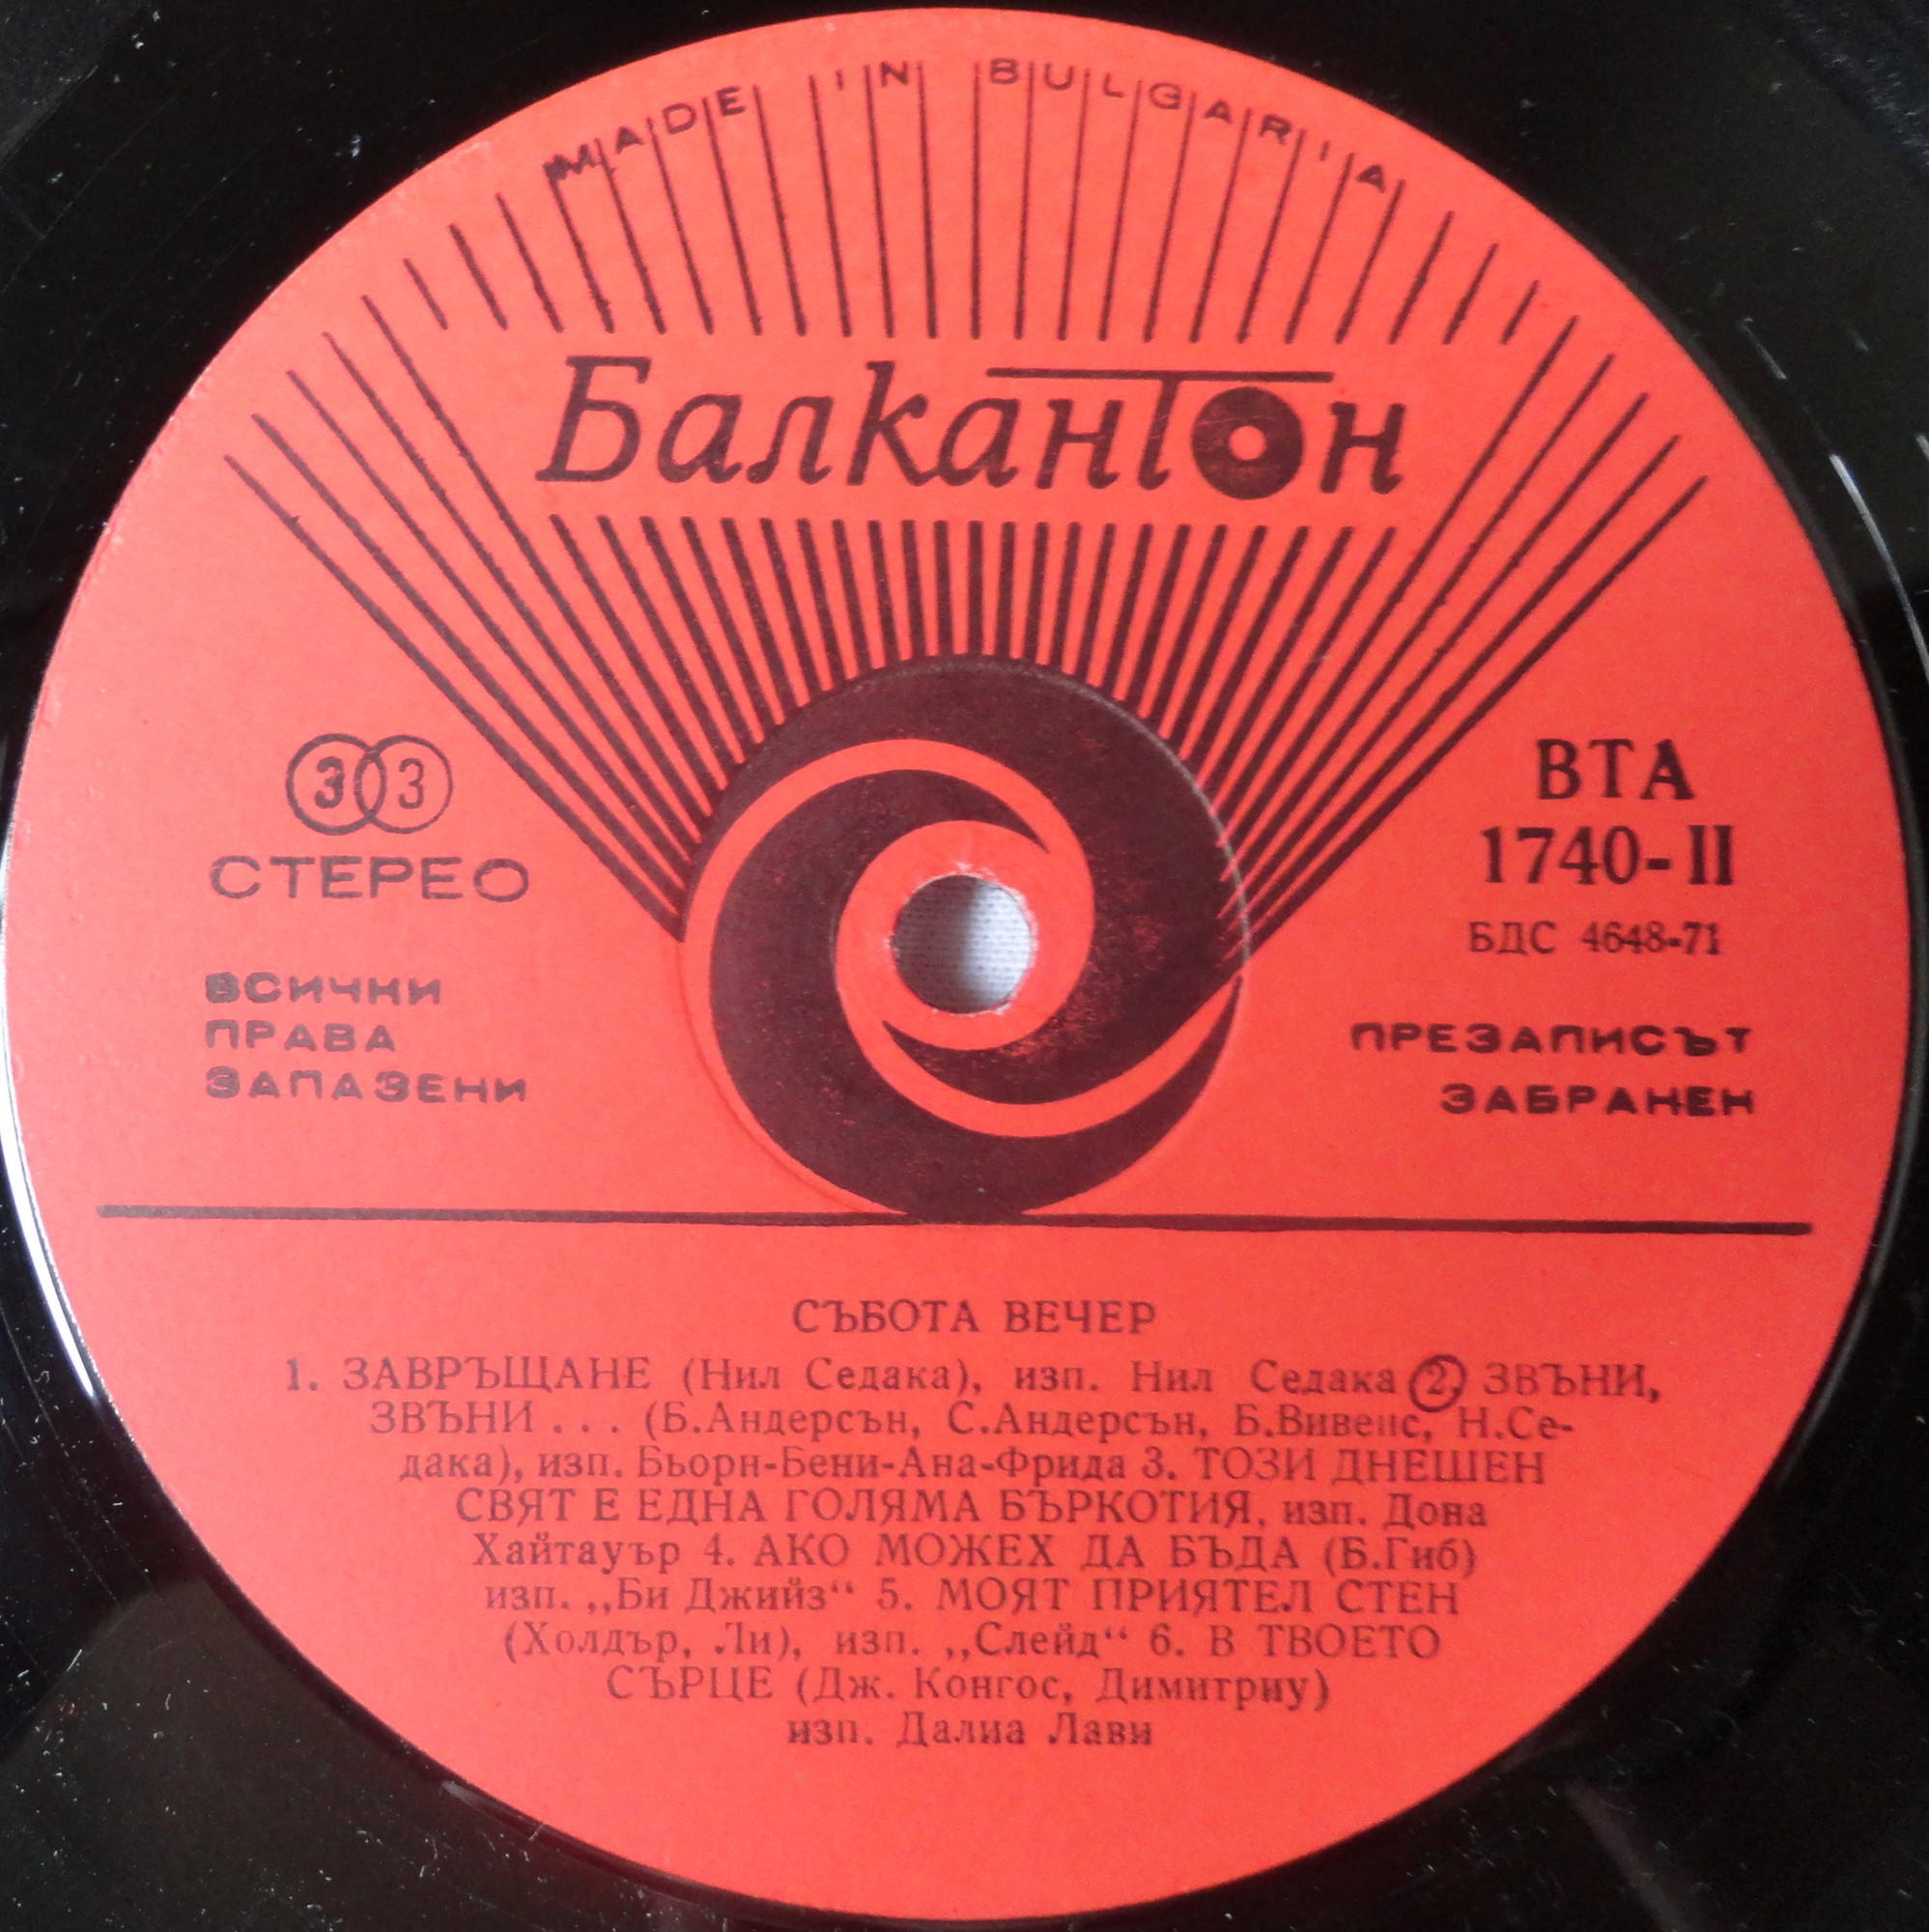 MADE IN BULGARIA
Балкантон
33
СТЕРЕО
ВСИЧНИ
ПРАВА
ЗАПАЗЕНИ
ВТА
1740-II
БДС 4648-71
ПРЕЗАПИСЪТ
ЗАБРАНЕН
СЪБОТА ВЕЧЕР
1. ЗАВРЪЩАНЕ (Нил Седака), изп. Нил Седака 2. ЗВЪНИ,
ЗВЪНИ . . . (Б.Андерсън, С.Андерсън, Б.Вивенс, Н.Се-
дака), изп. Бьорн-Бени-Ана-Фрида 3. ТОЗИ ДНЕШЕН
СВЯТ Е ЕДНА ГОЛЯМА БЪРКОТИЯ, изп. Дона
Хайтауър 4. АКО МОЖЕХ ДА БЪДА (Б.Гиб)
изп. „Би Джийз“ 5. МОЯТ ПРИЯТЕЛ СТЕН
(Холдър, Ли), изп. „Слейд“ 6. В ТВОЕТО
СЪРЦЕ (Дж. Конгос, Димитриу)
изп. Далиа Лави